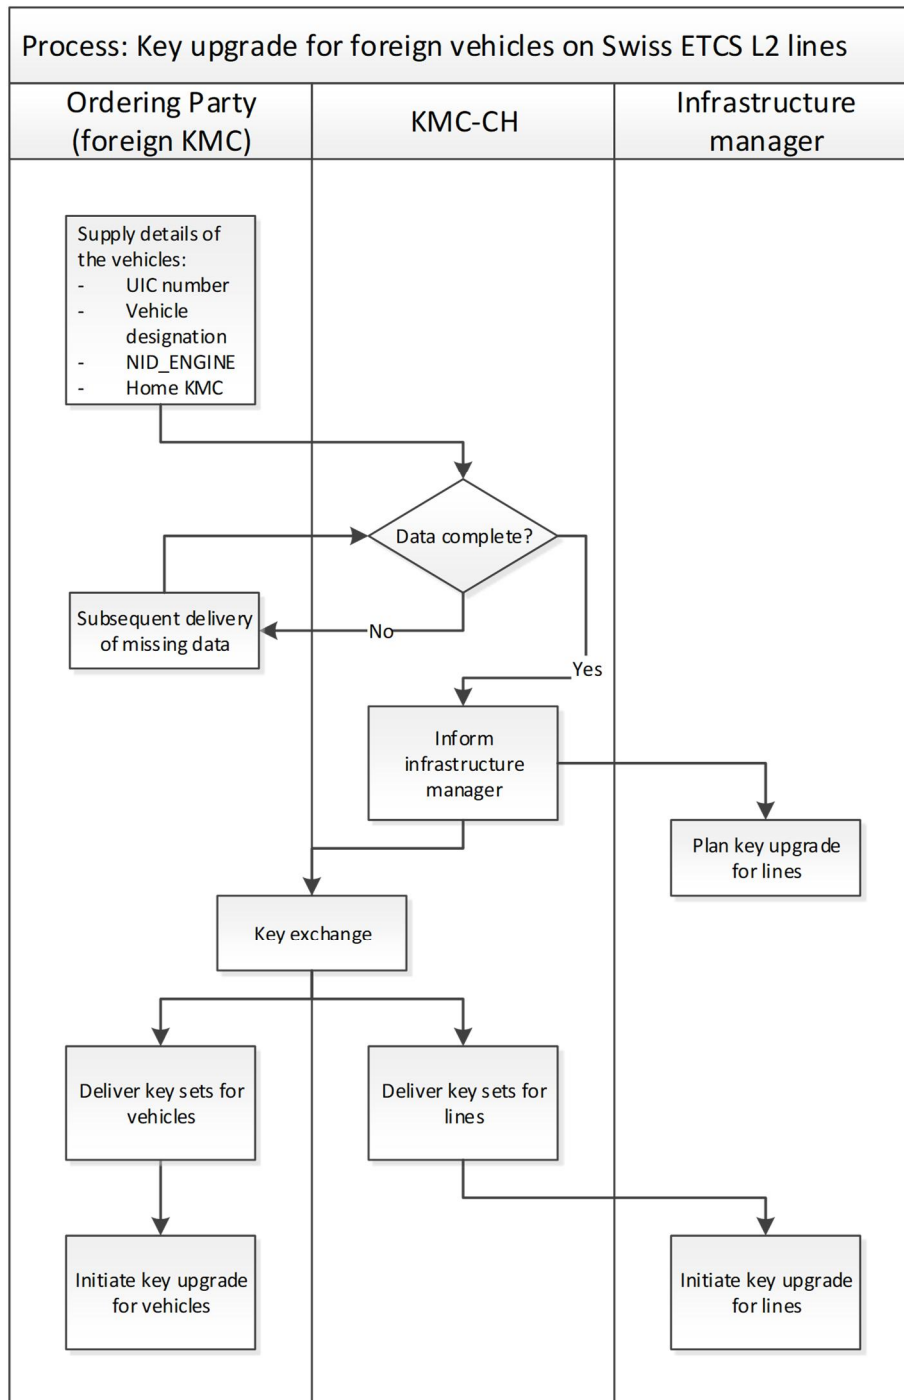 Process: Key upgrade for foreign vehicles on Swiss ETCS L2 lines
Ordering Party
(foreign KMC)
KMC-CH
Infrastructure
manager
Supply details of
the vehicles:
- UIC number
- Vehicle
designation
- NID_ENGINE
- Home KMC
Data complete?
Subsequent delivery
of missing data
No
Yes
Inform
infrastructure
manager
Plan key upgrade
for lines
Key exchange
Deliver key sets for
vehicles
Deliver key sets for
lines
Initiate key upgrade
for vehicles
Initiate key upgrade
for lines